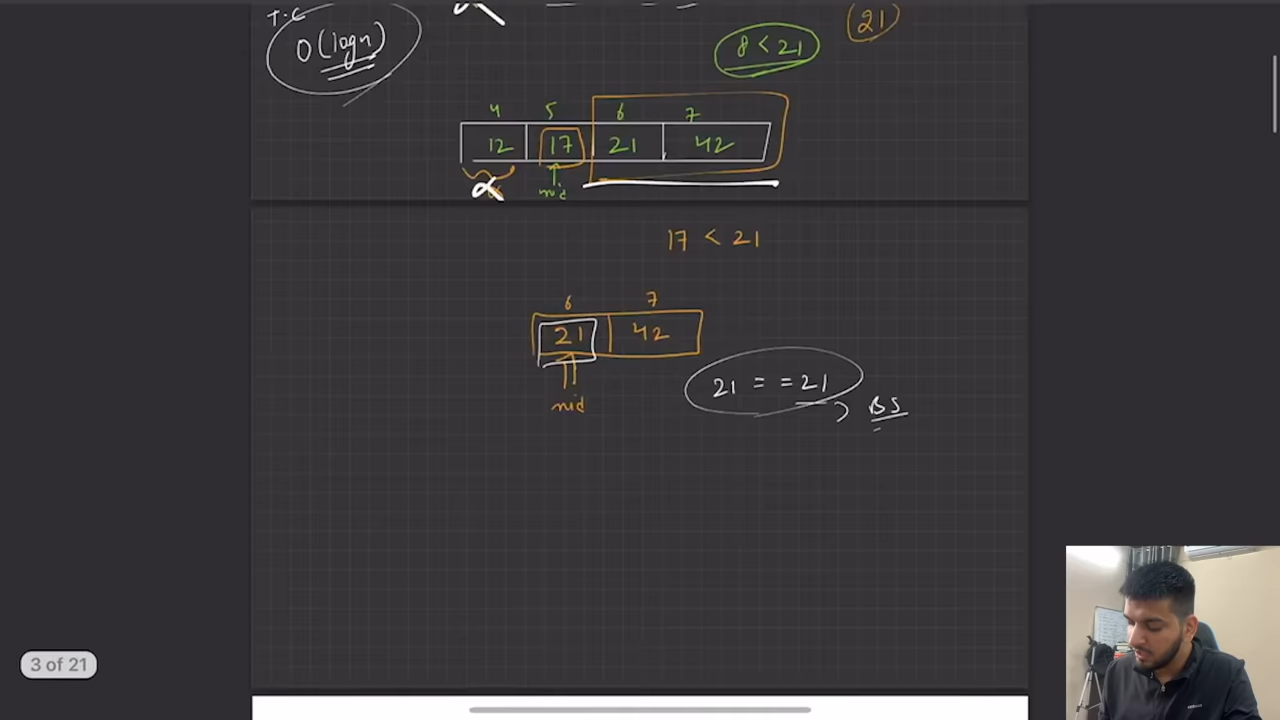 T.C
O(logn)
21
8 < 21
4 5 6 7
12 17 21 42
mid
17 < 21
6 7
21 42
21 = = 21
BS
mid
3 of 21